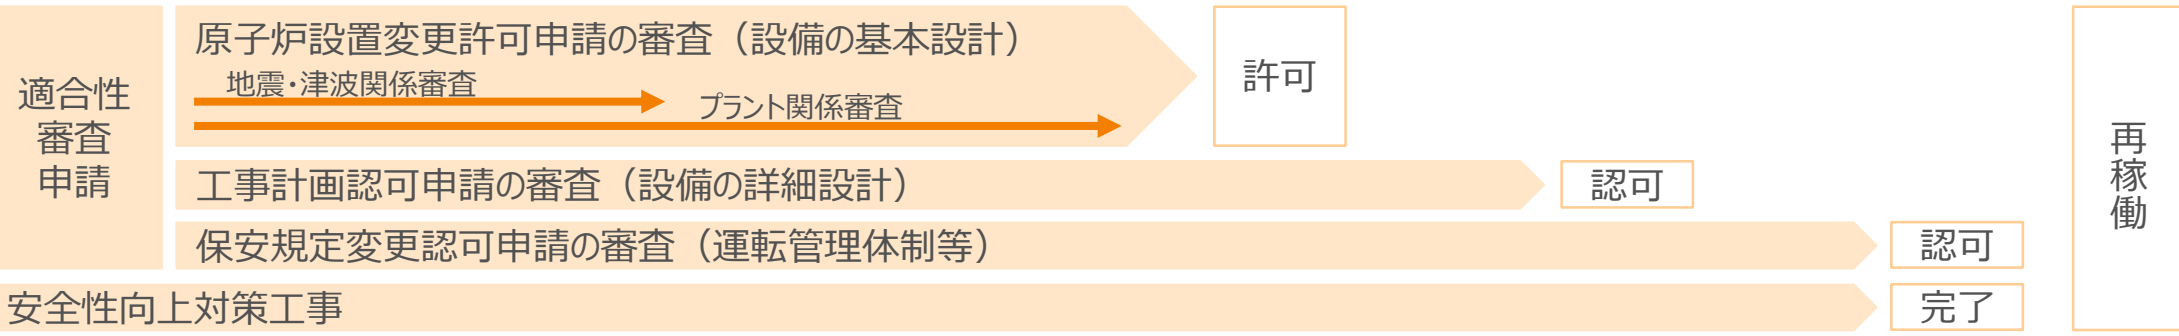 適合性
審査
申請
原子炉設置変更許可申請の審査（設備の基本設計）
地震・津波関係審査
プラント関係審査
許可
工事計画認可申請の審査（設備の詳細設計）
認可
保安規定変更認可申請の審査（運転管理体制等）
認可
安全性向上対策工事
完了
再稼働